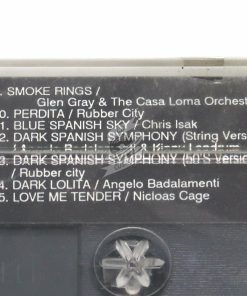 . SMOKE RINGS /
Glen Gray & The Casa Loma Orchest
0. PERDITA / Rubber City
1. BLUE SPANISH SKY / Chris Isak
2. DARK SPANISH SYMPHONY (String Vers
3. DARK SPANISH SYMPHONY (50'S VERSI
/ Rubber city
4. DARK LOLITA / Angelo Badalamenti
5. LOVE ME TENDER / Nicloas Cage